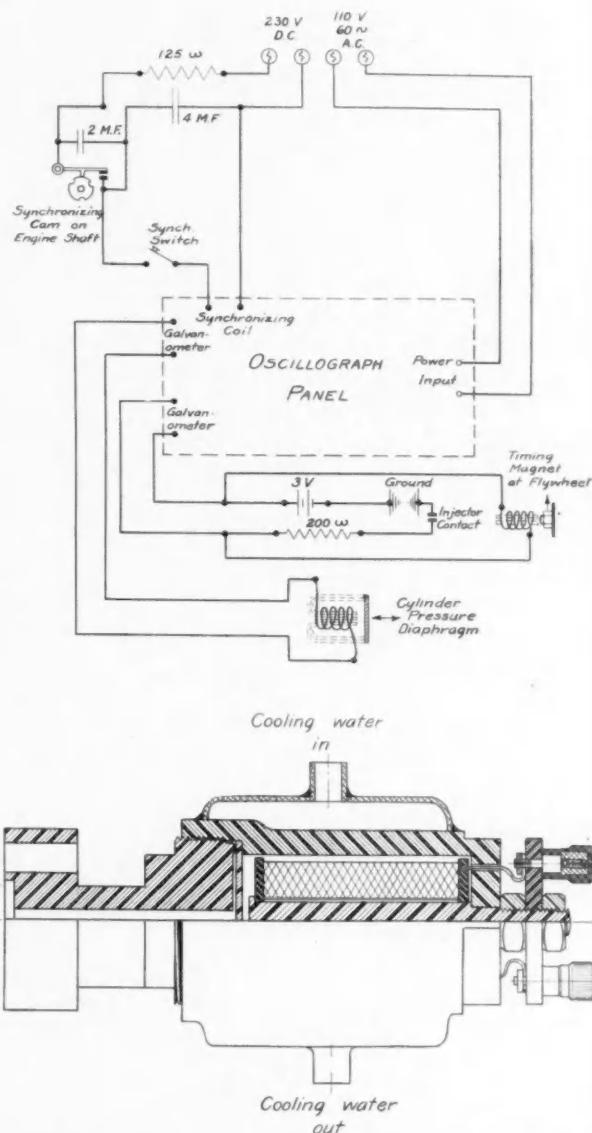 230 V
D.C.
110 V
60 ~
A.C.
125 ω
2 M.F.
4 M.F
Synchronizing
Cam on
Engine Shaft
Synch.
Switch
Synchronizing
Coil
Galvan-
ometer
OSCILLOGRAPH
PANEL
Power
Input
Galvan-
ometer
Timing
Magnet
at Flywheel
3 V
Ground
Injector
Contact
200 ω
Cylinder
Pressure
Diaphragm
Cooling water
in
Cooling water
out